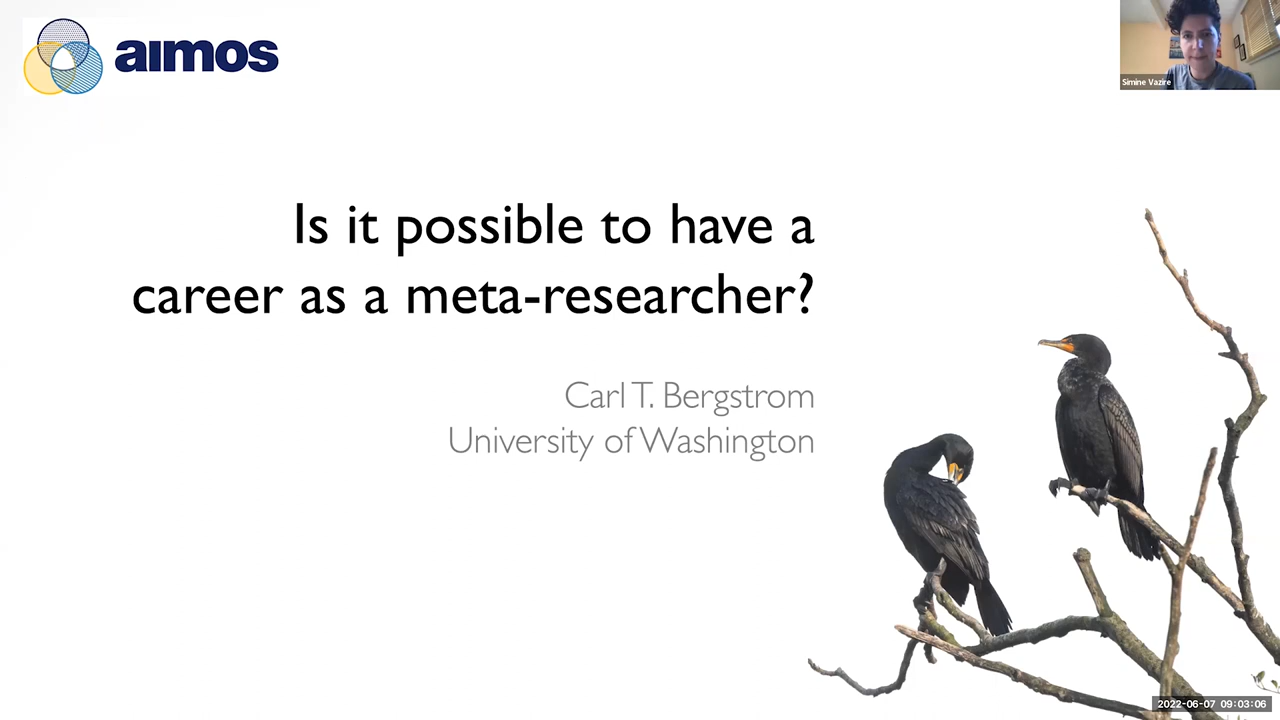 aimos
Simine Vazire
Is it possible to have a
career as a meta-researcher?
Carl T. Bergstrom
University of Washington
2022-06-07 09:03:06